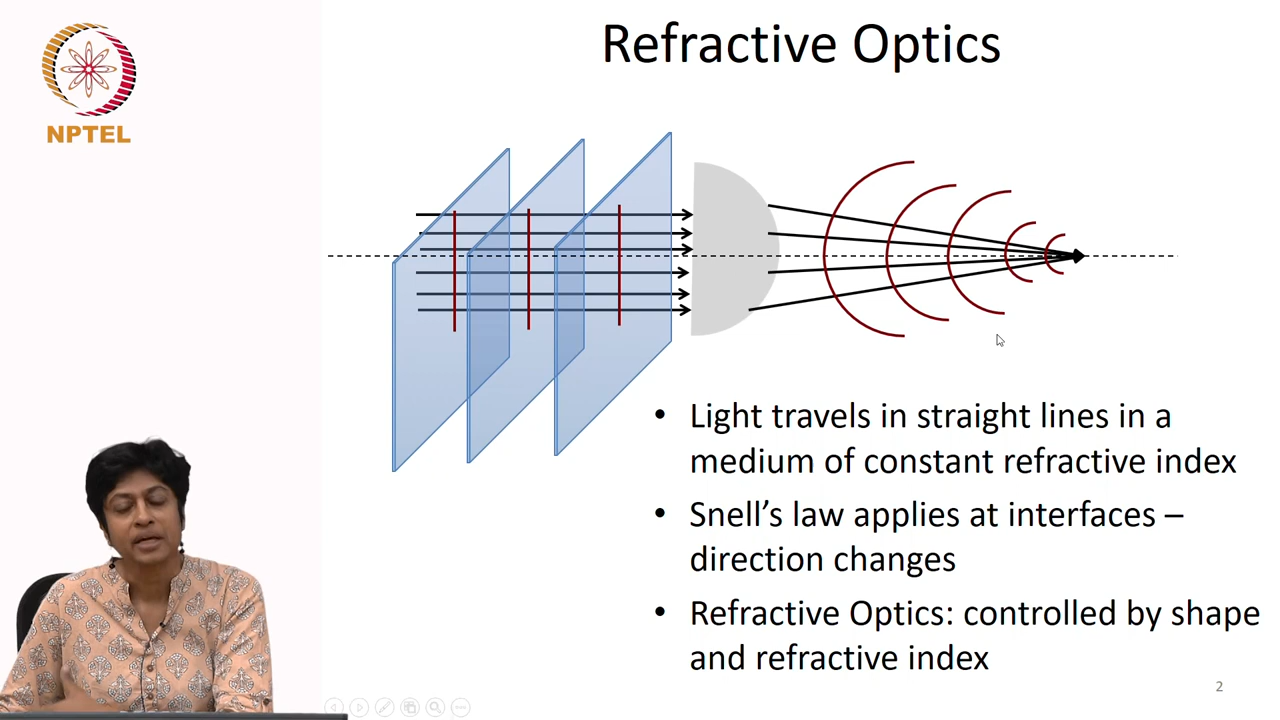 Refractive Optics
NPTEL
• Light travels in straight lines in a
medium of constant refractive index
• Snell’s law applies at interfaces –
direction changes
• Refractive Optics: controlled by shape
and refractive index
2